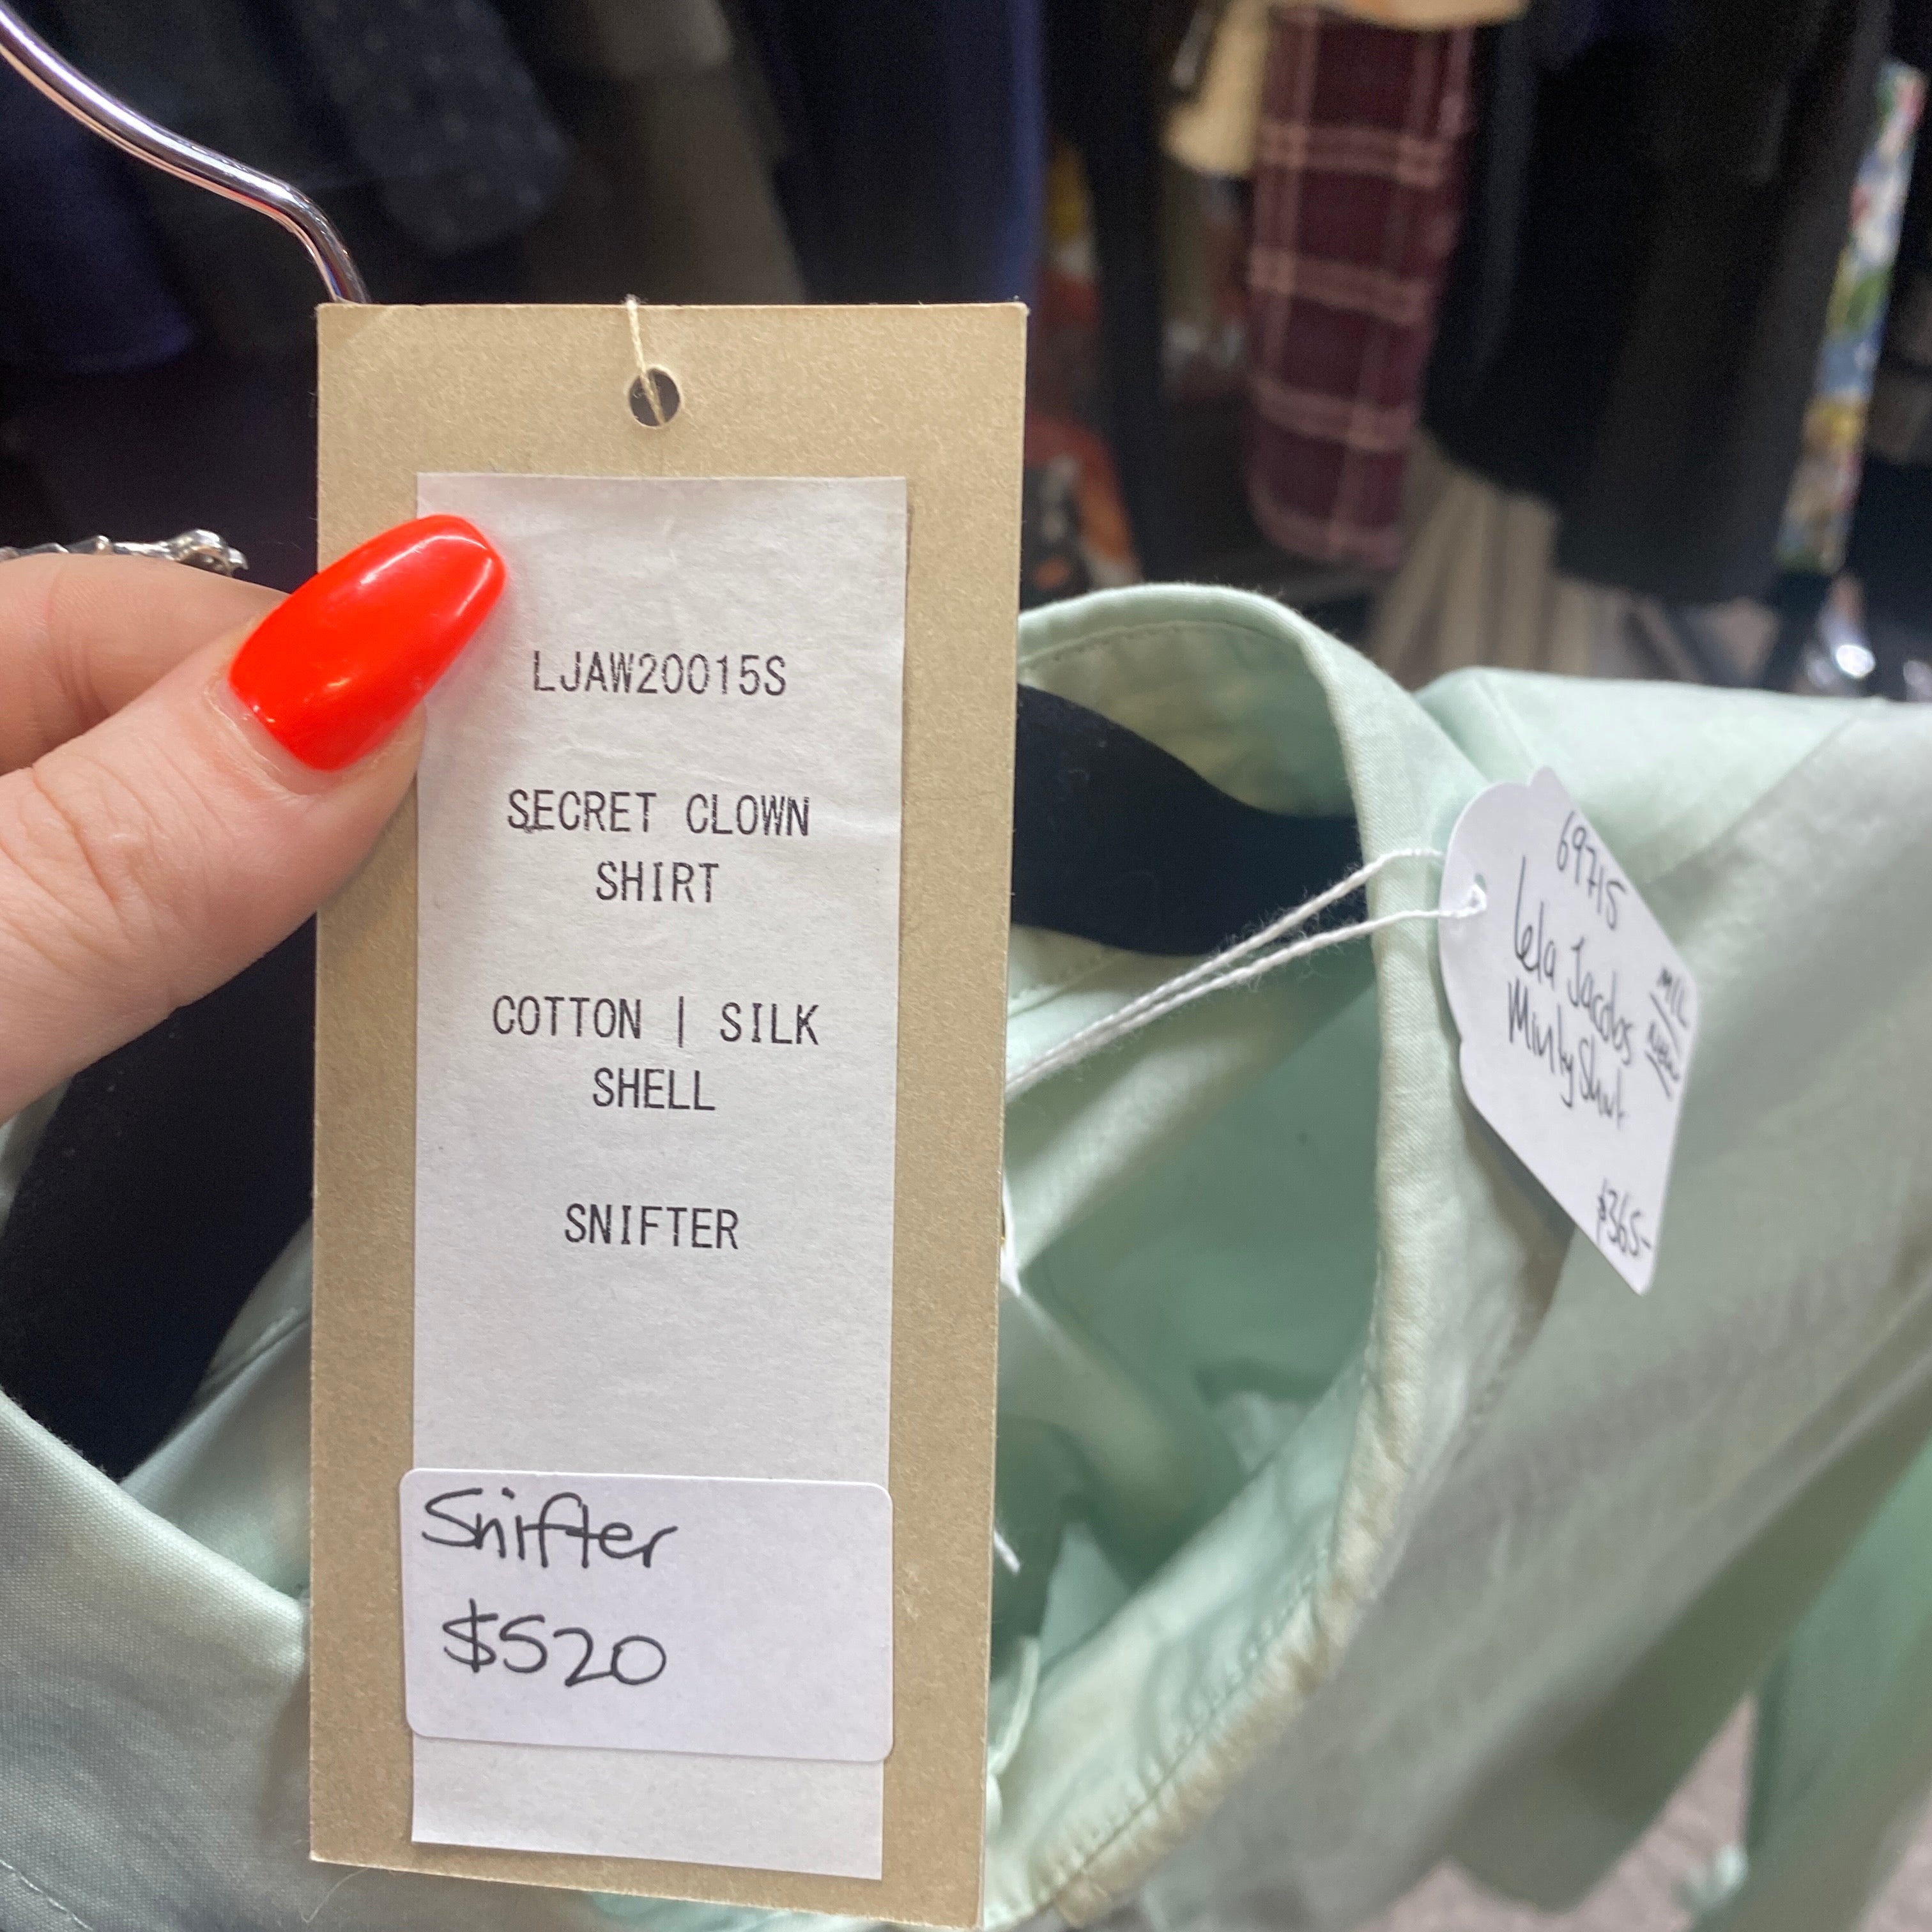 LJAW20015S
SECRET CLOWN
SHIRT
COTTON | SILK
SHELL
SNIFTER
Snifter
$520
69715
Lela Jacobs
Minty Shirt
M/L
$365-